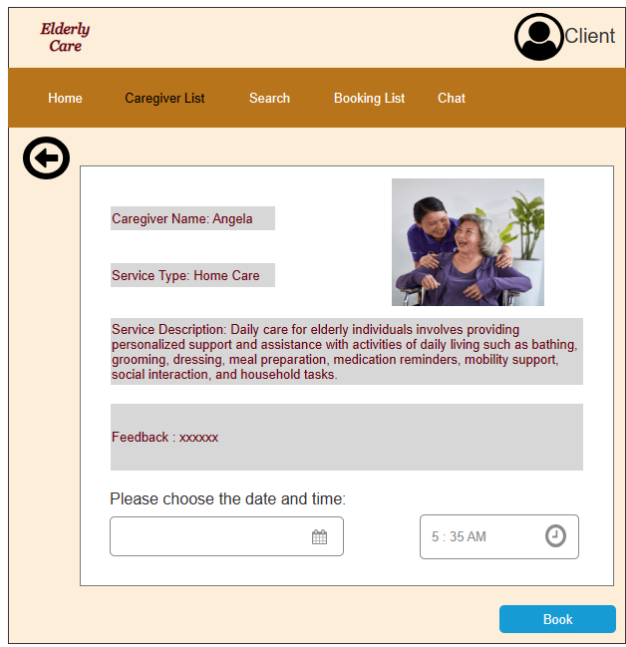 Elderly
Care
Client
Home Caregiver List Search Booking List Chat
Caregiver Name: Angela
Service Type: Home Care
Service Description: Daily care for elderly individuals involves providing
personalized support and assistance with activities of daily living such as bathing,
grooming, dressing, meal preparation, medication reminders, mobility support,
social interaction, and household tasks.
Feedback : xxxxxx
Please choose the date and time:
5 : 35 AM
Book